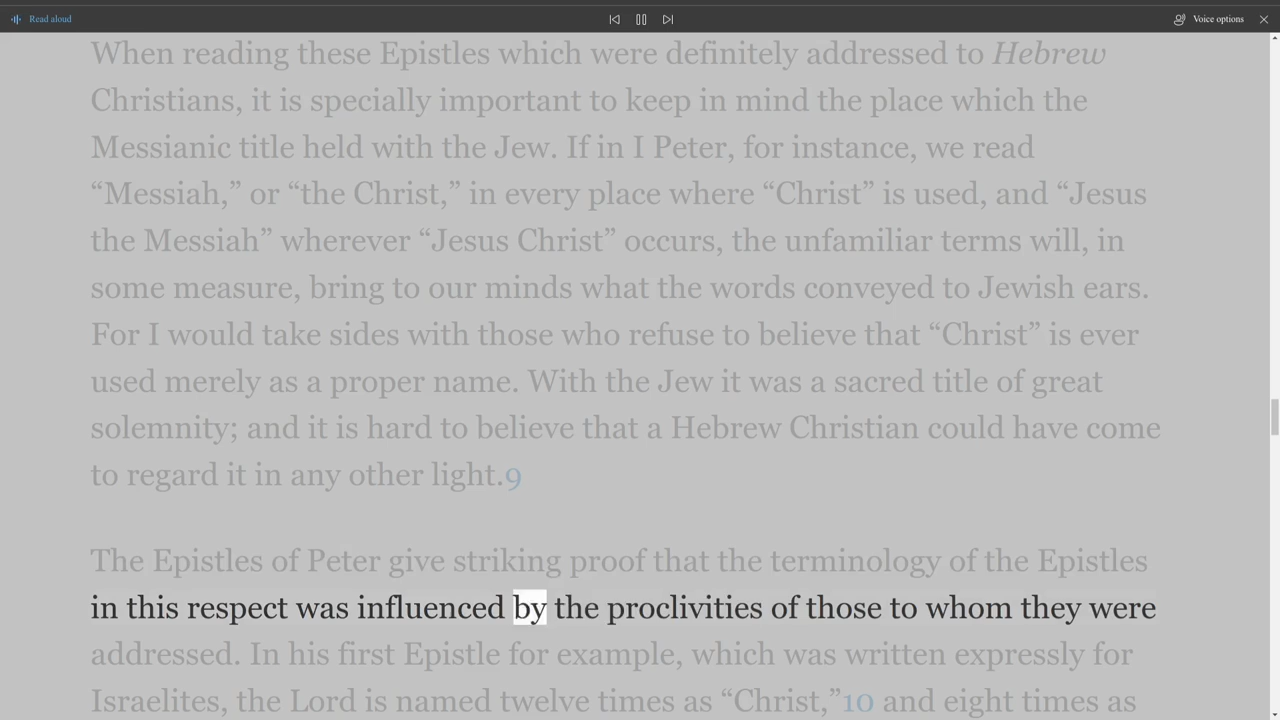 Read aloud
Voice options
When reading these Epistles which were definitely addressed to Hebrew
Christians, it is specially important to keep in mind the place which the
Messianic title held with the Jew. If in I Peter, for instance, we read
“Messiah,” or “the Christ,” in every place where “Christ” is used, and “Jesus
the Messiah” wherever “Jesus Christ” occurs, the unfamiliar terms will, in
some measure, bring to our minds what the words conveyed to Jewish ears.
For I would take sides with those who refuse to believe that “Christ” is ever
used merely as a proper name. With the Jew it was a sacred title of great
solemnity; and it is hard to believe that a Hebrew Christian could have come
to regard it in any other light.9
The Epistles of Peter give striking proof that the terminology of the Epistles
in this respect was influenced by the proclivities of those to whom they were
addressed. In his first Epistle for example, which was written expressly for
Israelites, the Lord is named twelve times as “Christ,”10 and eight times as